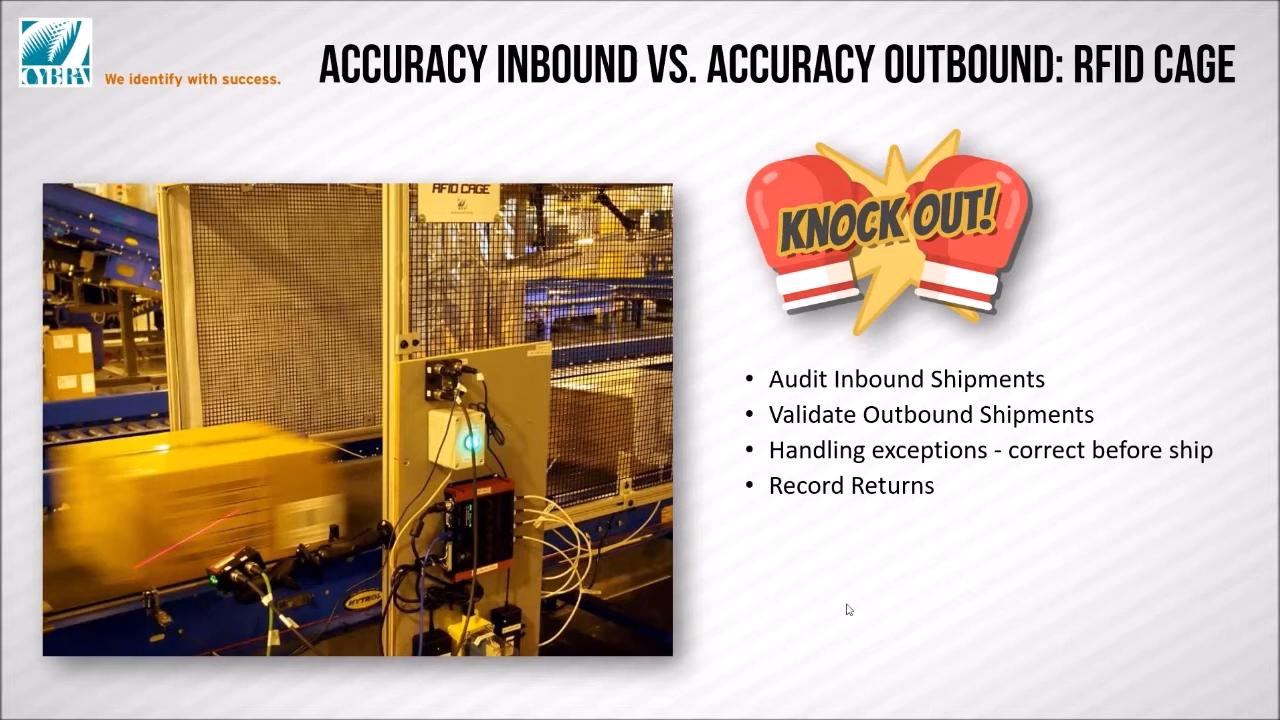 CYBRA
We identify with success.
ACCURACY INBOUND VS. ACCURACY OUTBOUND: RFID CAGE
RFID CAGE
KNOCK OUT!
• Audit Inbound Shipments
• Validate Outbound Shipments
• Handling exceptions - correct before ship
• Record Returns
HYTROL